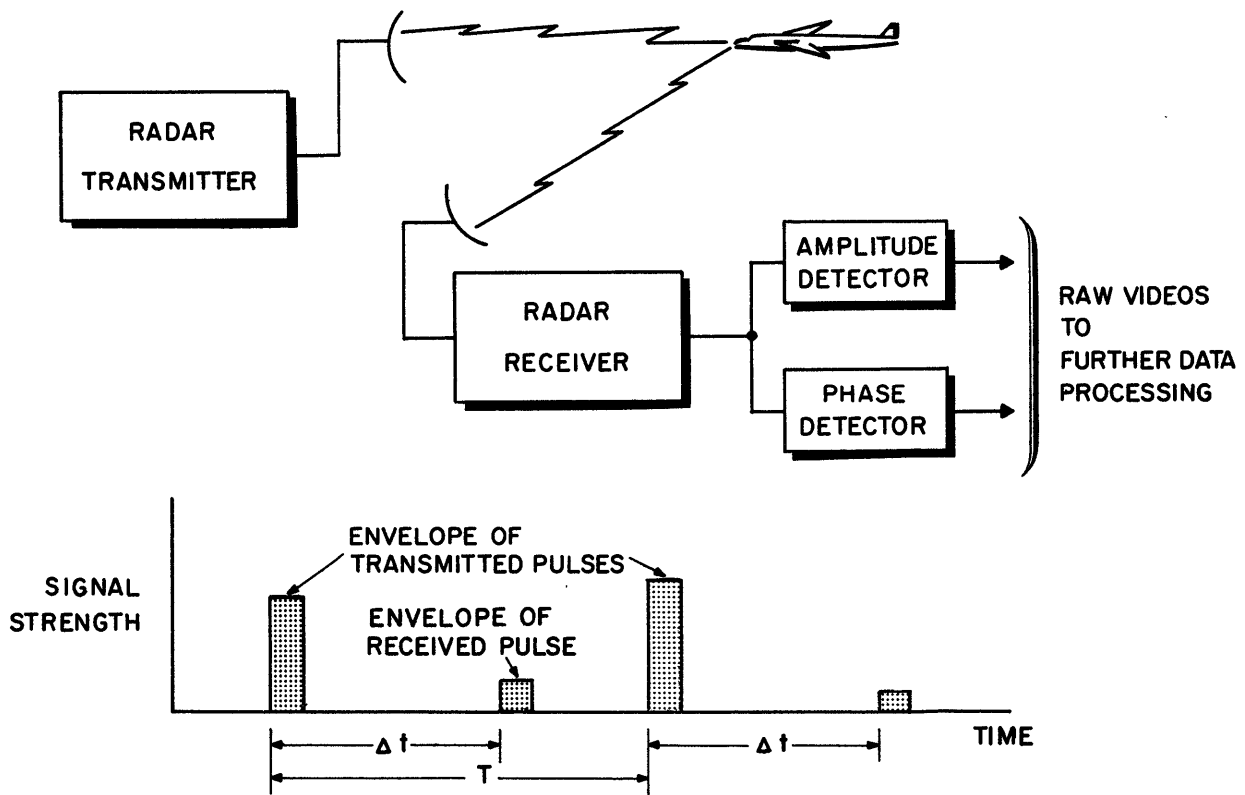 RADAR
TRANSMITTER
RADAR
RECEIVER
AMPLITUDE
DETECTOR
PHASE
DETECTOR
RAW VIDEOS
TO
FURTHER DATA
PROCESSING
SIGNAL
STRENGTH
ENVELOPE OF
TRANSMITTED PULSES
ENVELOPE OF
RECEIVED PULSE
TIME
Δt
Δt
T